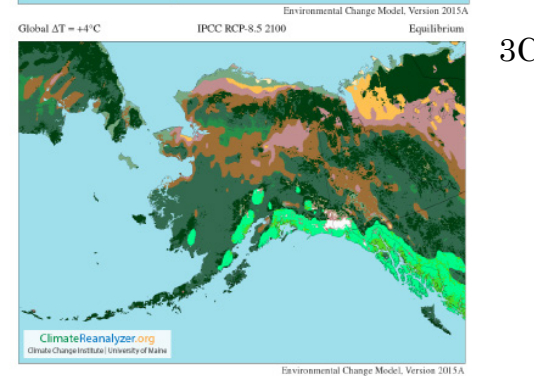 Environmental Change Model, Version 2015A
Global ΔT = +4°C IPCC RCP-8.5 2100 Equilibrium
3C
ClimateReanalyzer.org
Climate Change Institute | University of Maine
Environmental Change Model, Version 2015A